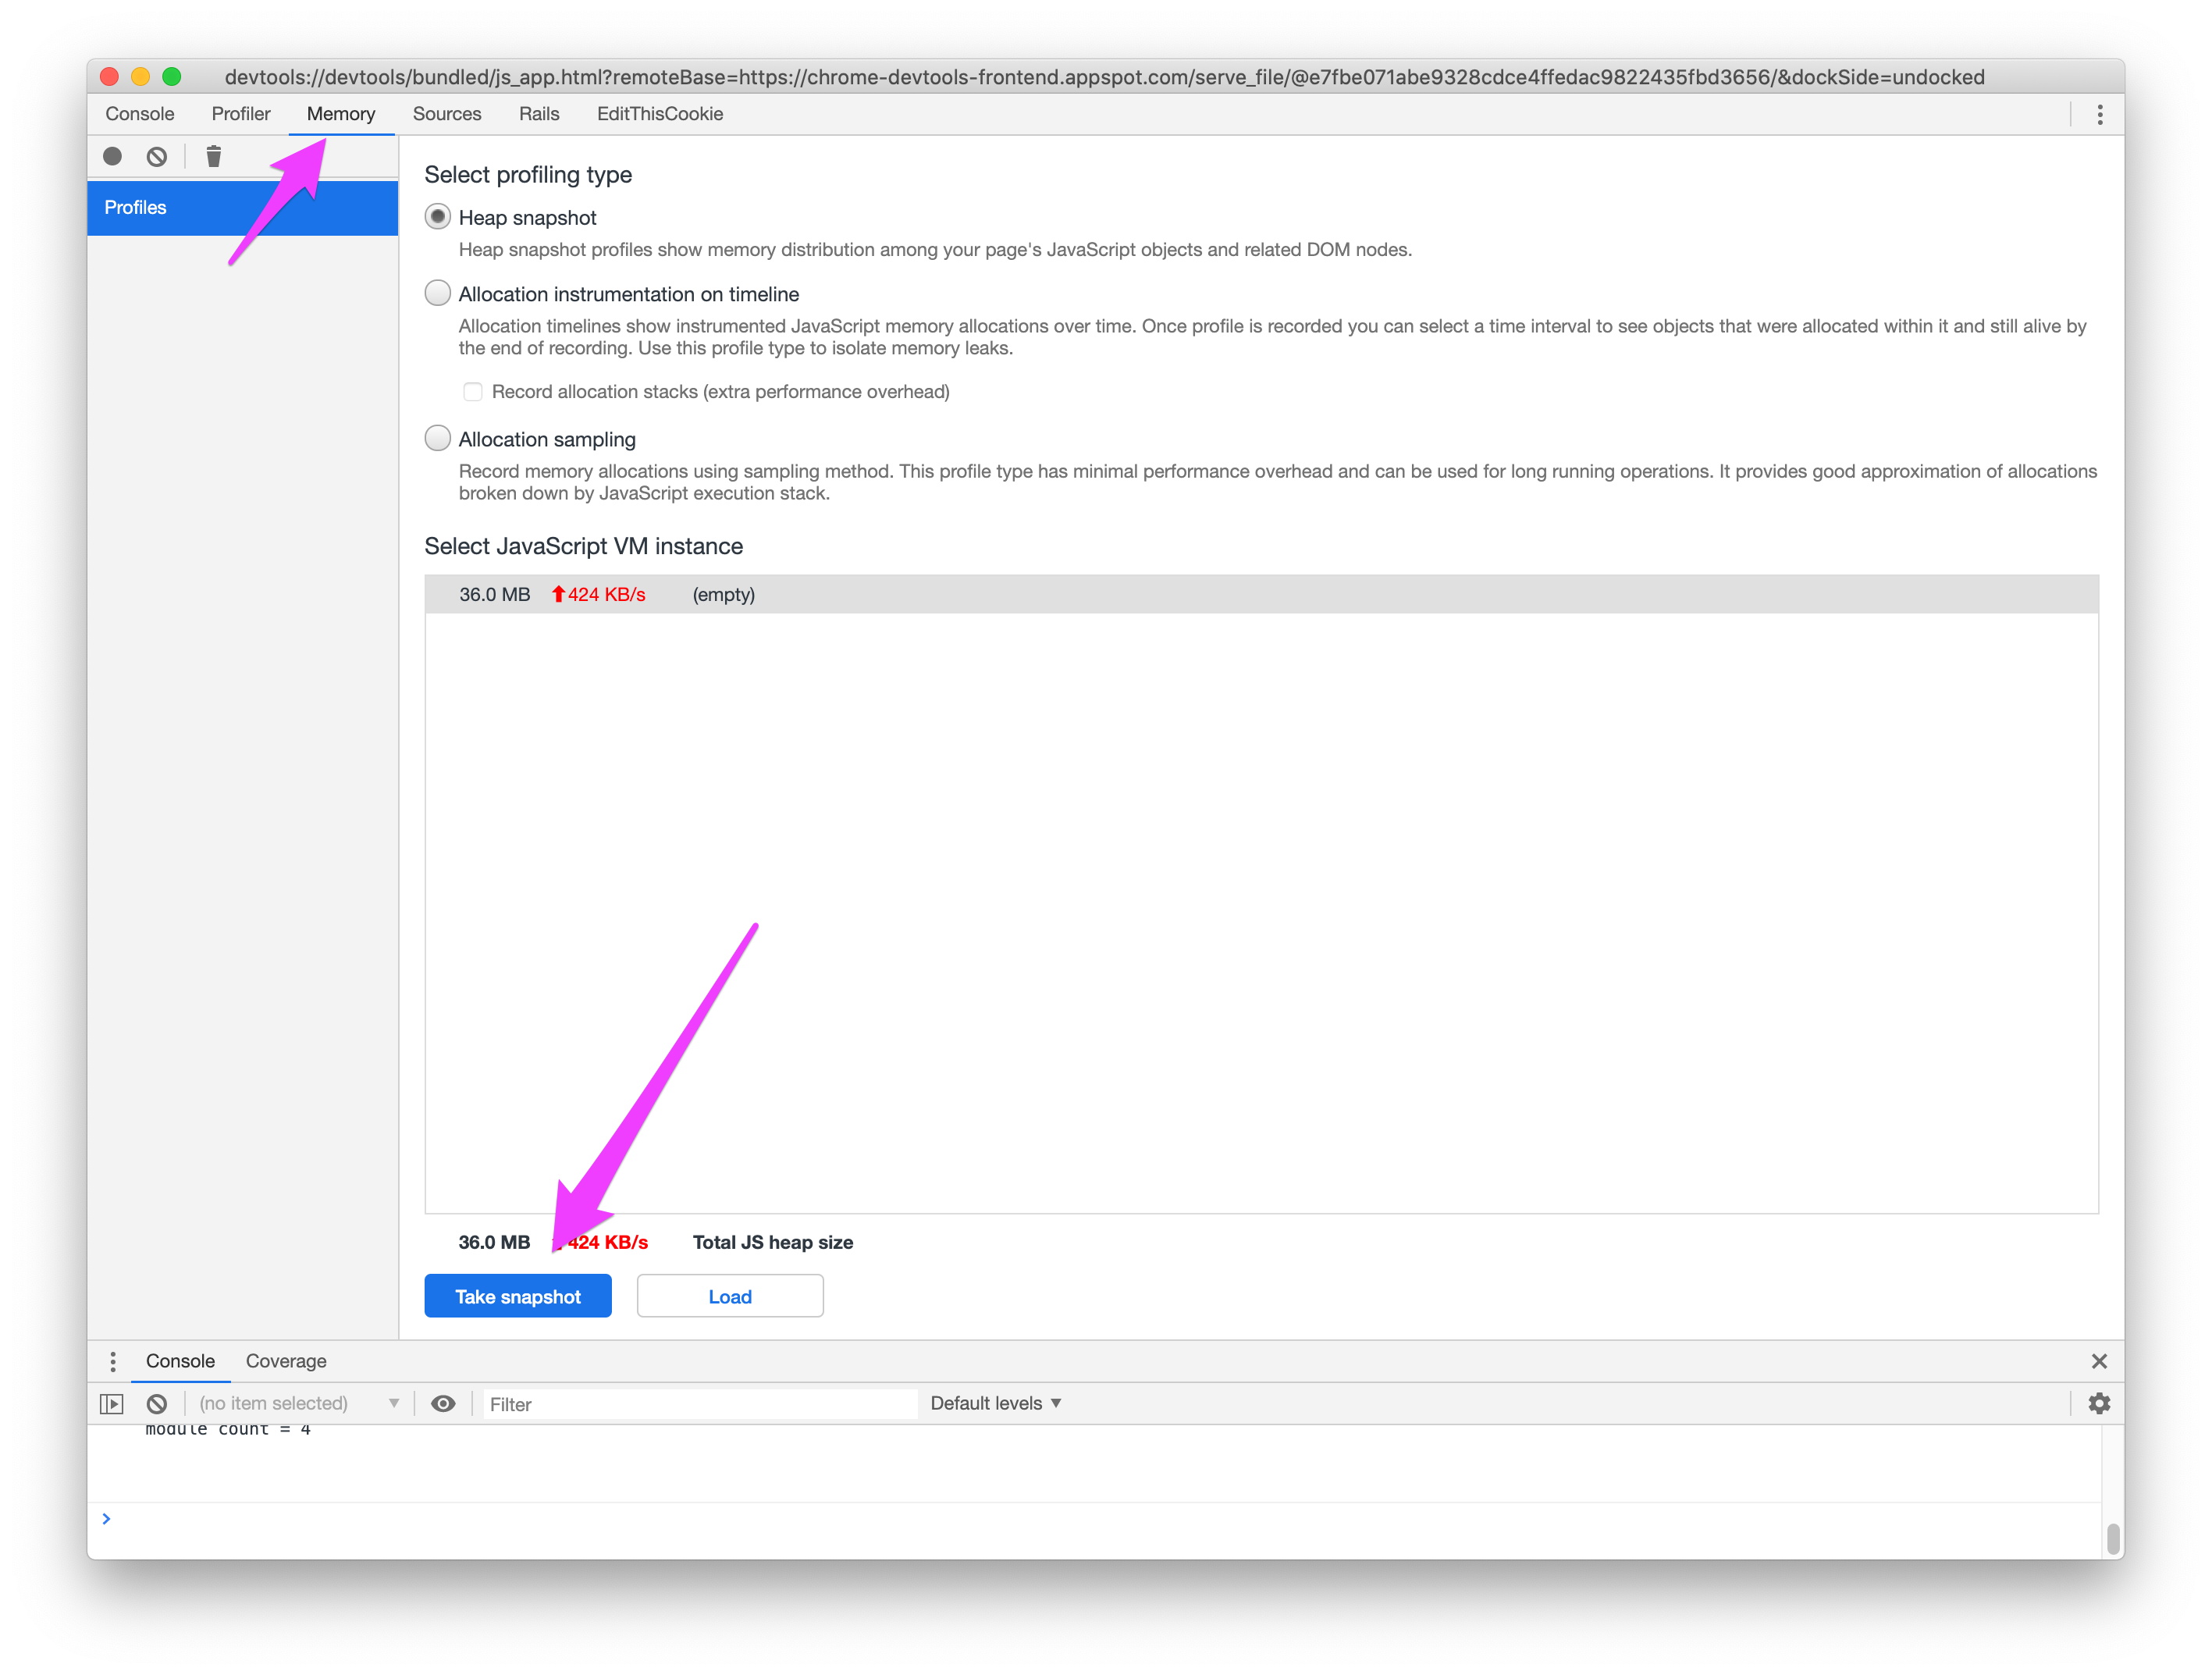 devtools://devtools/bundled/js_app.html?remoteBase=https://chrome-devtools-frontend.appspot.com/serve_file/@e7fbe071abe9328cdce4ffedac9822435fbd3656/&dockSide=undocked
Console Profiler Memory Sources Rails EditThisCookie
Profiles
Select profiling type
Heap snapshot
Heap snapshot profiles show memory distribution among your page's JavaScript objects and related DOM nodes.
Allocation instrumentation on timeline
Allocation timelines show instrumented JavaScript memory allocations over time. Once profile is recorded you can select a time interval to see objects that were allocated within it and still alive by
the end of recording. Use this profile type to isolate memory leaks.
Record allocation stacks (extra performance overhead)
Allocation sampling
Record memory allocations using sampling method. This profile type has minimal performance overhead and can be used for long running operations. It provides good approximation of allocations
broken down by JavaScript execution stack.
Select JavaScript VM instance
36.0 MB 424 KB/s (empty)
36.0 MB 424 KB/s Total JS heap size
Take snapshot Load
Console Coverage
(no item selected) Filter Default levels
module count = 4